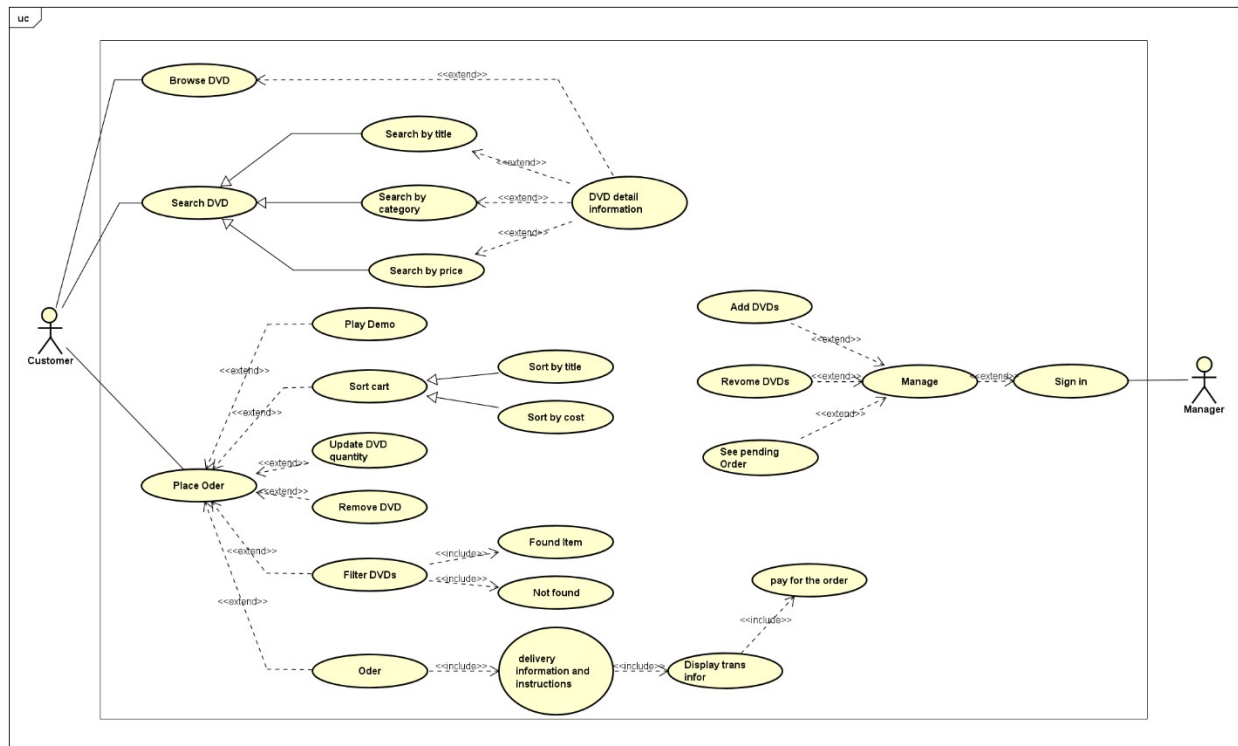 uc
Browse DVD
<<extend>>
Search by title
<<extend>>
Search DVD
Search by
category
<<extend>>
DVD detail
information
<<extend>>
Search by price
Customer
Play Demo
<<extend>>
Sort cart
Sort by title
Sort by cost
<<extend>>
Update DVD
quantity
<<extend>>
Place Oder
<<extend>>
Remove DVD
<<extend>>
Filter DVDs
<<include>>
Found Item
<<include>>
Not found
<<extend>>
Oder
<<include>>
delivery
information and
instructions
<<include>>
Display trans
infor
<<include>>
pay for the order
Add DVDs
<<extend>>
Revome DVDs
<<extend>>
Manage
<<extend>>
Sign in
Manager
<<extend>>
See pending
Order